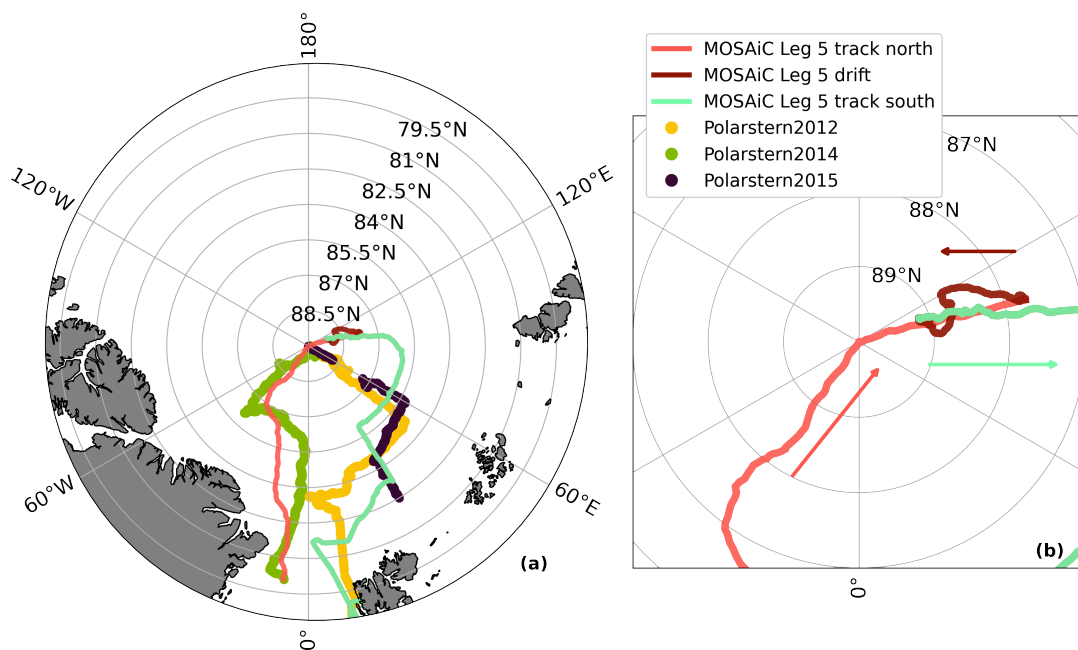 180°
120°W
120°E
60°W
60°E
0°
79.5°N
81°N
82.5°N
84°N
85.5°N
87°N
88.5°N
(a)
MOSAiC Leg 5 track north
MOSAiC Leg 5 drift
MOSAiC Leg 5 track south
Polarstern2012
Polarstern2014
Polarstern2015
87°N
88°N
89°N
(b)
0°